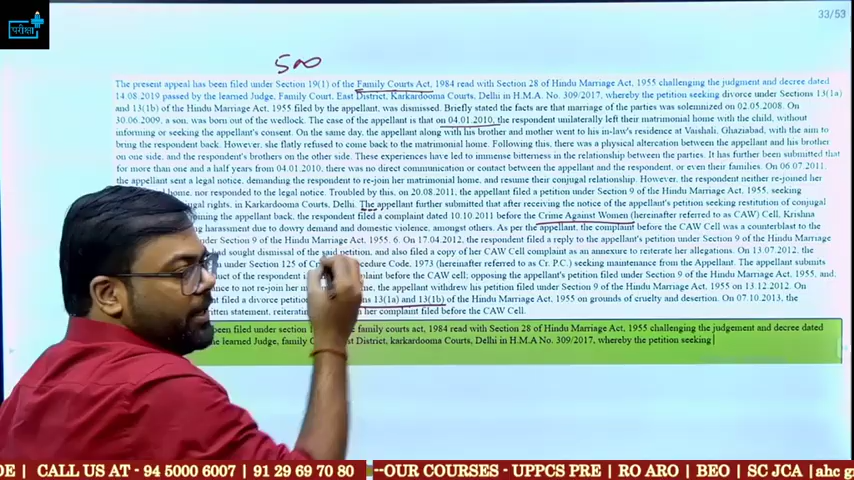 33/53
परीक्षा
500
The present appeal has been filed under Section 19(1) of the Family Courts Act, 1984 read with Section 28 of Hindu Marriage Act, 1955 challenging the judgment and decree dated
14.08.2019 passed by the learned Judge, Family Court, East District, Karkardooma Courts, Delhi in H.M.A No. 309/2017, whereby the petition seeking divorce under Sections 13(1a)
and 13(1b) of the Hindu Marriage Act, 1955 filed by the appellant, was dismissed. Briefly stated the facts are that marriage of the parties was solemnized on 02.05.2008. On
30.06.2009, a son, was born out of the wedlock. The case of the appellant is that on 04.01.2010, the respondent unilaterally left their matrimonial home with the child, without
informing or seeking the appellant's consent. On the same day, the appellant along with his brother and mother went to his in-law's residence at Vaishali, Ghaziabad, with the aim to
bring the respondent back. However, she flatly refused to come back to the matrimonial home. Following this, there was a physical altercation between the appellant and his brother
on one side, and the respondent's brothers on the other side. These experiences have led to immense bitterness in the relationship between the parties. It has further been submitted that
for more than one and a half years from 04.01.2010, there was no direct communication or contact between the appellant and the respondent, or even their families. On 06.07.2011,
the appellant sent a legal notice, demanding the respondent to re-join her matrimonial home, and resume their conjugal relationship. However, the respondent neither re-joined her
home, nor responded to the legal notice. Troubled by this, on 20.08.2011, the appellant filed a petition under Section 9 of the Hindu Marriage Act, 1955, seeking
rights, in Karkardooma Courts, Delhi. The appellant further submitted that after receiving the notice of the appellant's petition seeking restitution of conjugal
the appellant back, the respondent filed a complaint dated 10.10.2011 before the Crime Against Women (hereinafter referred to as CAW) Cell, Krishna
harassment due to dowry demand and domestic violence, amongst others. As per the appellant, the complaint before the CAW Cell was a counterblast to the
under Section 9 of the Hindu Marriage Act, 1955. 6. On 17.04.2012, the respondent filed a reply to the appellant's petition under Section 9 of the Hindu Marriage
and sought dismissal of the said petition, and also filed a copy of her CAW Cell complaint as an annexure to reiterate her allegations. On 13.07.2012, the
under Section 125 of Procedure Code, 1973 (hereinafter referred to as Cr. P.C.) seeking maintenance from the Appellant. The appellant submits
of the respondent before the CAW cell; opposing the appellant's petition filed under Section 9 of the Hindu Marriage Act, 1955, and,
not to re-join her the appellant withdrew his petition filed under Section 9 of the Hindu Marriage Act, 1955 on 13.12.2012. On
filed a divorce 13(1a) and 13(1b) of the Hindu Marriage Act, 1955 on grounds of cruelty and desertion. On 07.10.2013, the
statement, her complaint filed before the CAW Cell.
been filed under section family courts act, 1984 read with Section 28 of Hindu Marriage Act, 1955 challenging the judgement and decree dated
the learned Judge, family District, karkardooma Courts, Delhi in H.M.A No. 309/2017, whereby the petition seeking
| CALL US AT - 94 5000 6007 | 91 29 69 70 80 --OUR COURSES - UPPCS PRE | RO ARO | BEO | SC JCA |ahc